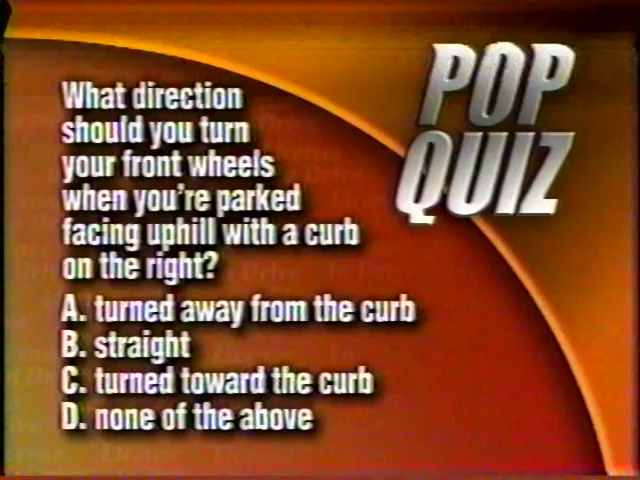 POP
QUIZ
What direction
should you turn
your front wheels
when you're parked
facing uphill with a curb
on the right?
A. turned away from the curb
B. straight
C. turned toward the curb
D. none of the above